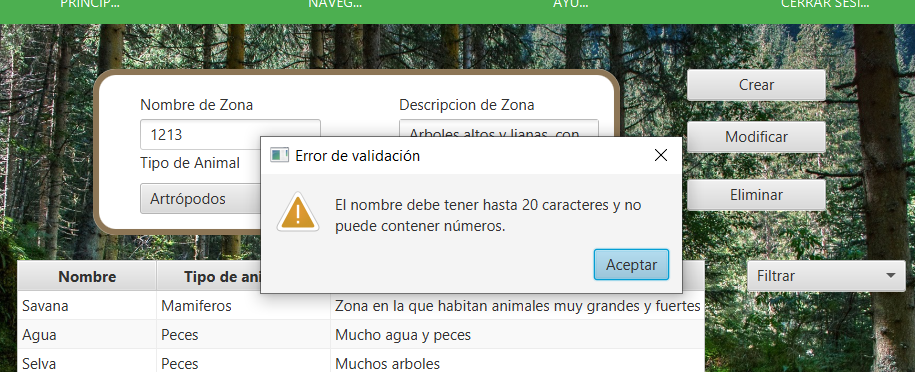 PRINCIP... NAVEG... AYU... CERRAR SESI...
Nombre de Zona Descripcion de Zona Crear
1213 Arboles altos y lianas, con
Error de validación
Modificar
Tipo de Animal
Artrópodos
El nombre debe tener hasta 20 caracteres y no
puede contener números.
Eliminar
Aceptar
Nombre Tipo de ani Filtrar
Savana Mamiferos Zona en la que habitan animales muy grandes y fuertes
Agua Peces Mucho agua y peces
Selva Peces Muchos arboles